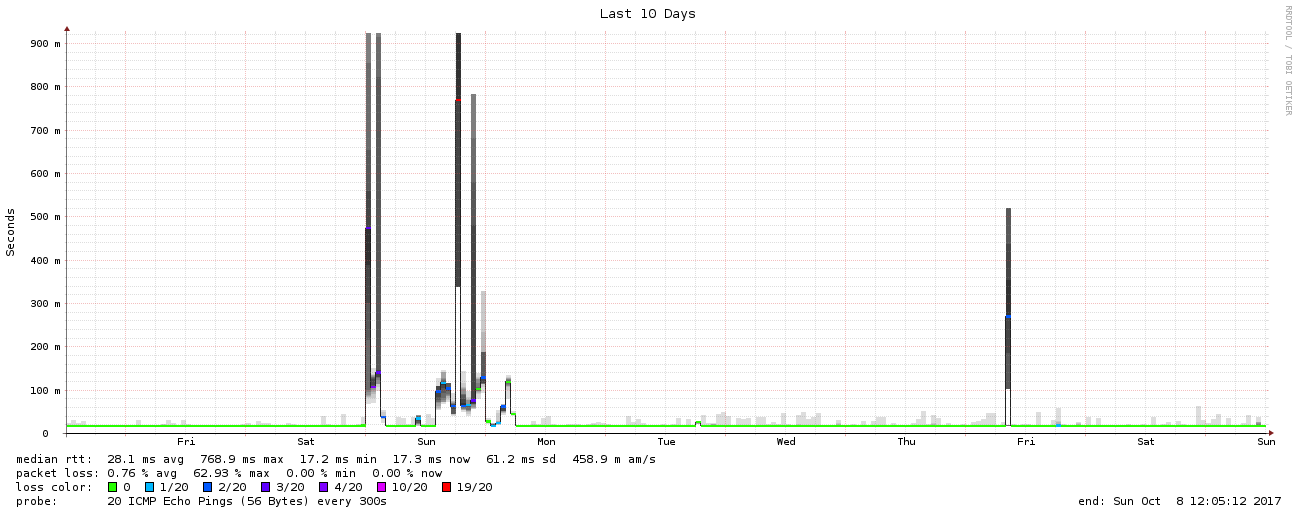 Last 10 Days
RRDTOOL / TOBI OETIKER
Seconds
900 m
800 m
700 m
600 m
500 m
400 m
300 m
200 m
100 m
0
Fri Sat Sun Mon Tue Wed Thu Fri Sat Sun
median rtt: 28.1 ms avg 768.9 ms max 17.2 ms min 17.3 ms now 61.2 ms sd 458.9 m am/s
packet loss: 0.76 % avg 62.93 % max 0.00 % min 0.00 % now
loss color: 0 1/20 2/20 3/20 4/20 10/20 19/20
probe: 20 ICMP Echo Pings (56 Bytes) every 300s end: Sun Oct 8 12:05:12 2017